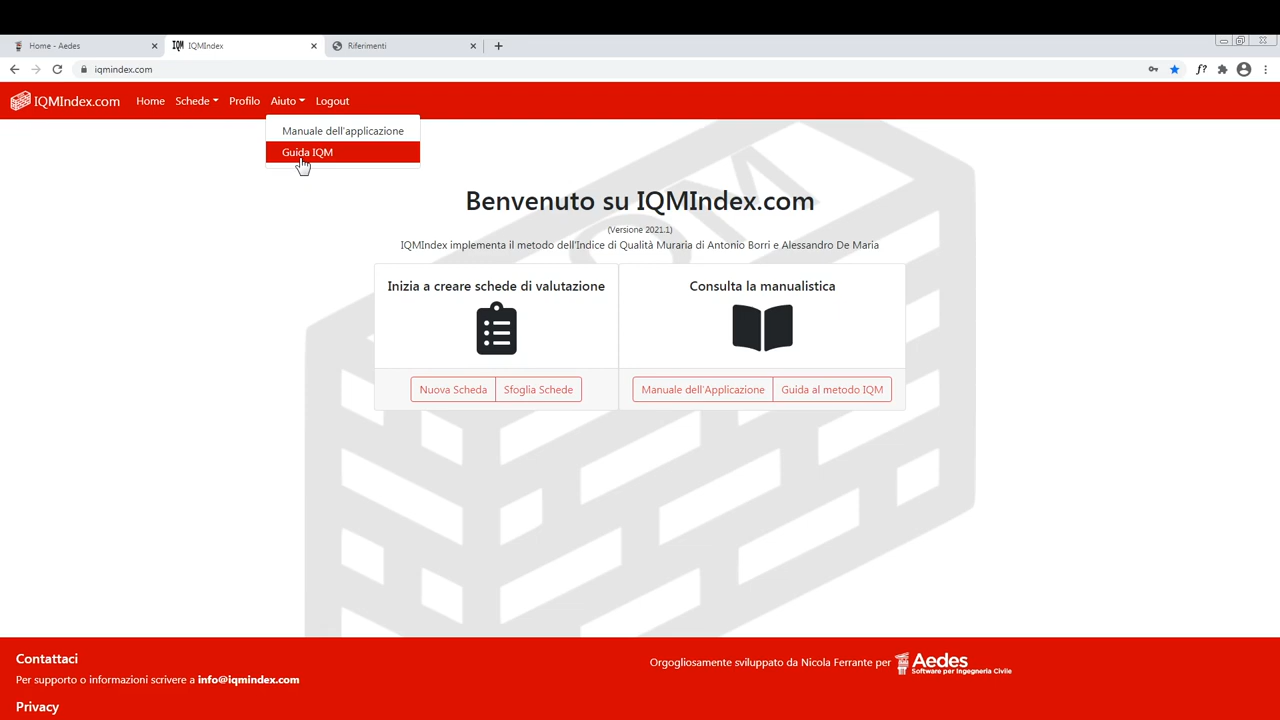 Home - Aedes
IQM IQMIndex
Riferimenti
iqmindex.com
f?
IQMIndex.com Home Schede Profilo Aiuto Logout
Manuale dell'applicazione
Guida IQM
Benvenuto su IQMIndex.com
(Versione 2021.1)
IQMIndex implementa il metodo dell'Indice di Qualità Muraria di Antonio Borri e Alessandro De Maria
Inizia a creare schede di valutazione
Consulta la manualistica
Nuova Scheda Sfoglia Schede
Manuale dell'Applicazione Guida al metodo IQM
Contattaci
Per supporto o informazioni scrivere a info@iqmindex.com
Privacy
Orgogliosamente sviluppato da Nicola Ferrante per
Aedes
Software per Ingegneria Civile